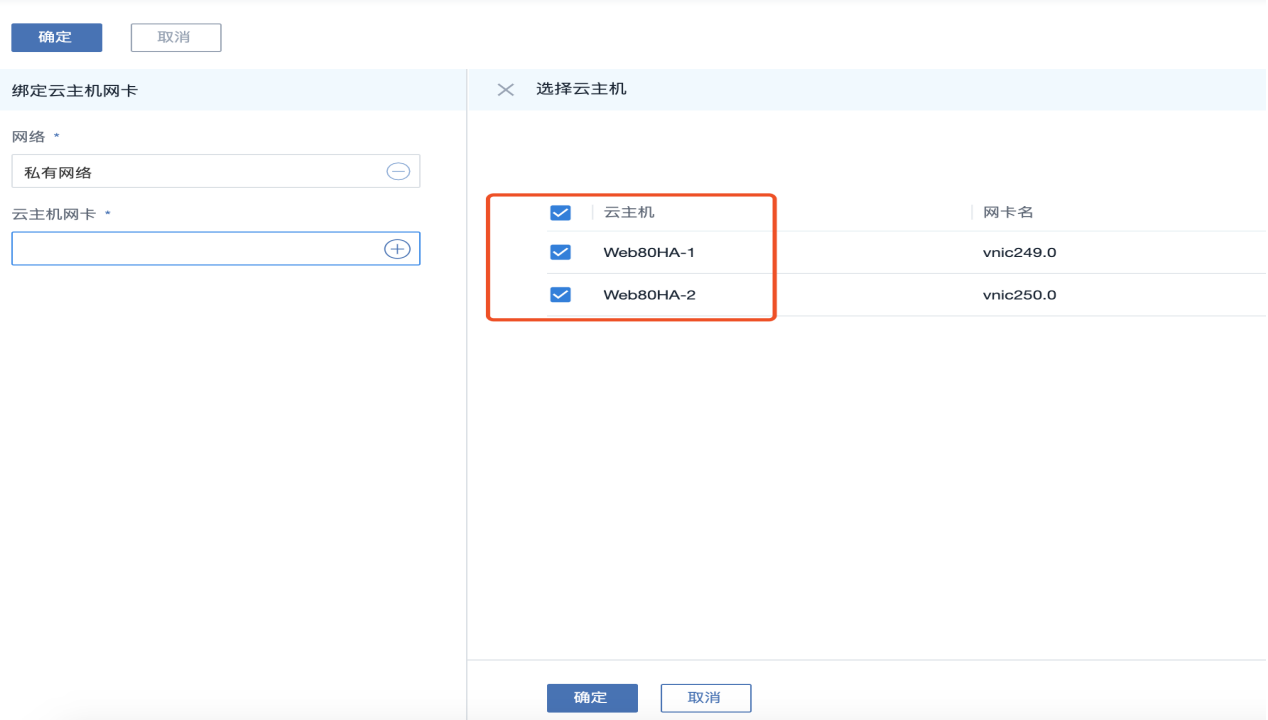 确定 取消
绑定云主机网卡
网络 *
私有网络
云主机网卡 *
选择云主机
云主机 网卡名
Web80HA-1 vnic249.0
Web80HA-2 vnic250.0
确定 取消